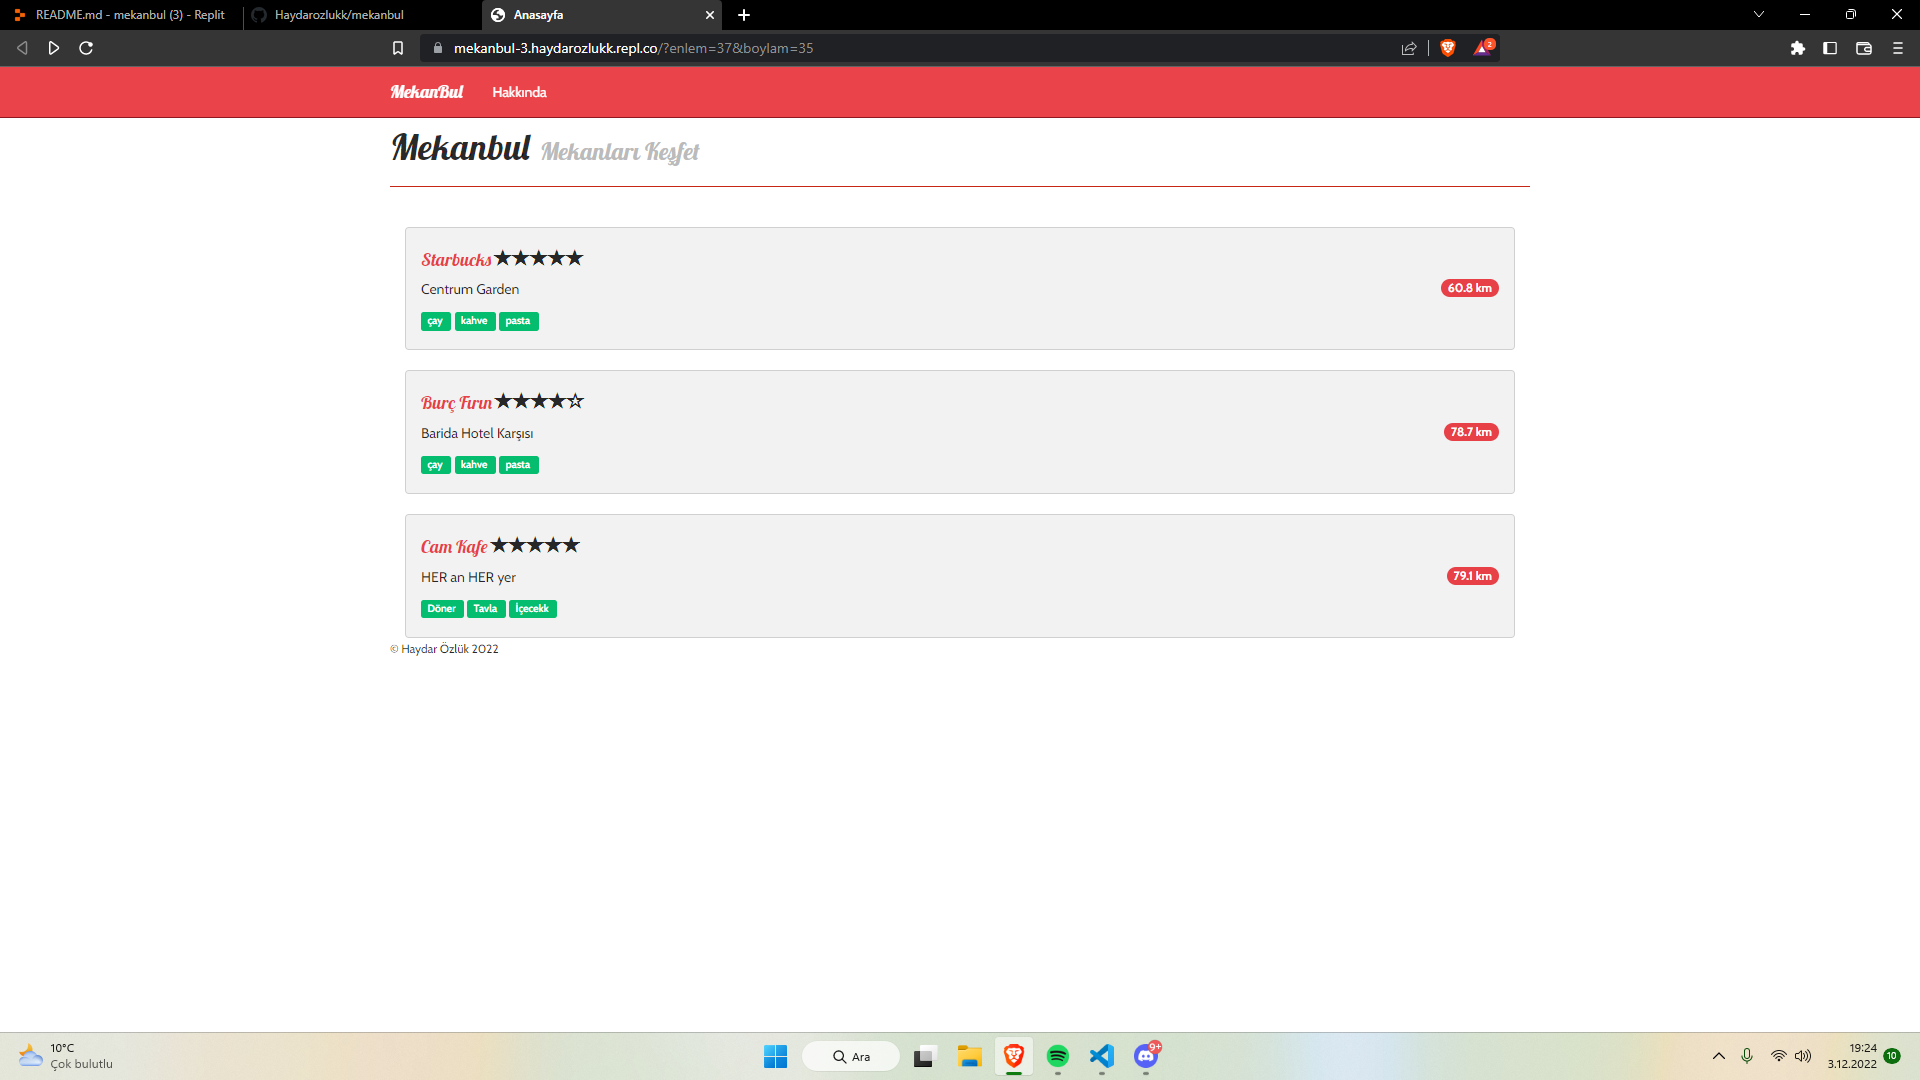 README.md - mekanbul (3) - Replit
Haydarozlukk/mekanbul
Anasayfa
mekanbul-3.haydarozlukk.repl.co/?enlem=37&boylam=35
2
MekanBul Hakkında
Mekanbul Mekanları Keşfet
Starbucks ★★★★★
Centrum Garden
60.8 km
çay kahve pasta
Burç Fırın ★★★★☆
Barida Hotel Karşısı
78.7 km
çay kahve pasta
Cam Kafe ★★★★★
HER an HER yer
79.1 km
Döner Tavla İçecekk
© Haydar Özlük 2022
10°C
Çok bulutlu
Ara
9+
19:24
3.12.2022
10